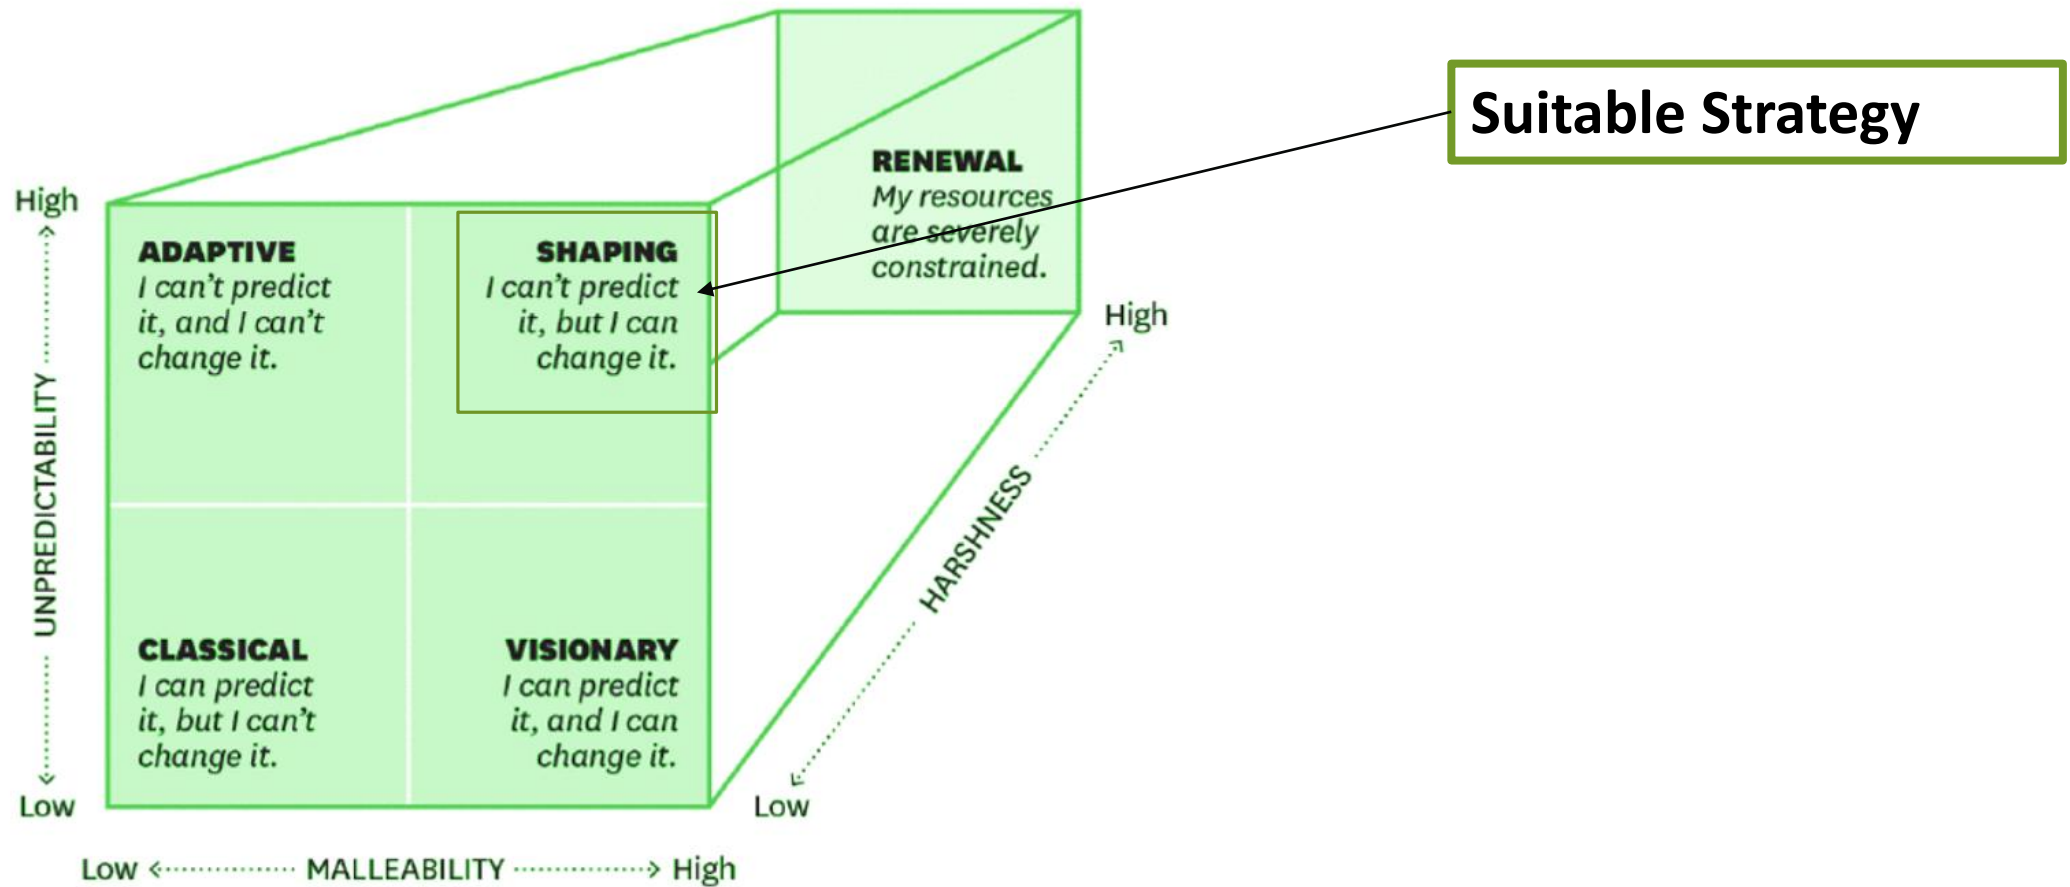 Suitable Strategy
RENEWAL
My resources
are severely
constrained.
High
ADAPTIVE
I can't predict
it, and I can't
change it.
SHAPING
I can't predict
it, but I can
change it.
High
UNPREDICTABILITY
HARSHNESS
CLASSICAL
I can predict
it, but I can't
change it.
VISIONARY
I can predict
it, and I can
change it.
Low
Low
Low
MALLEABILITY
High